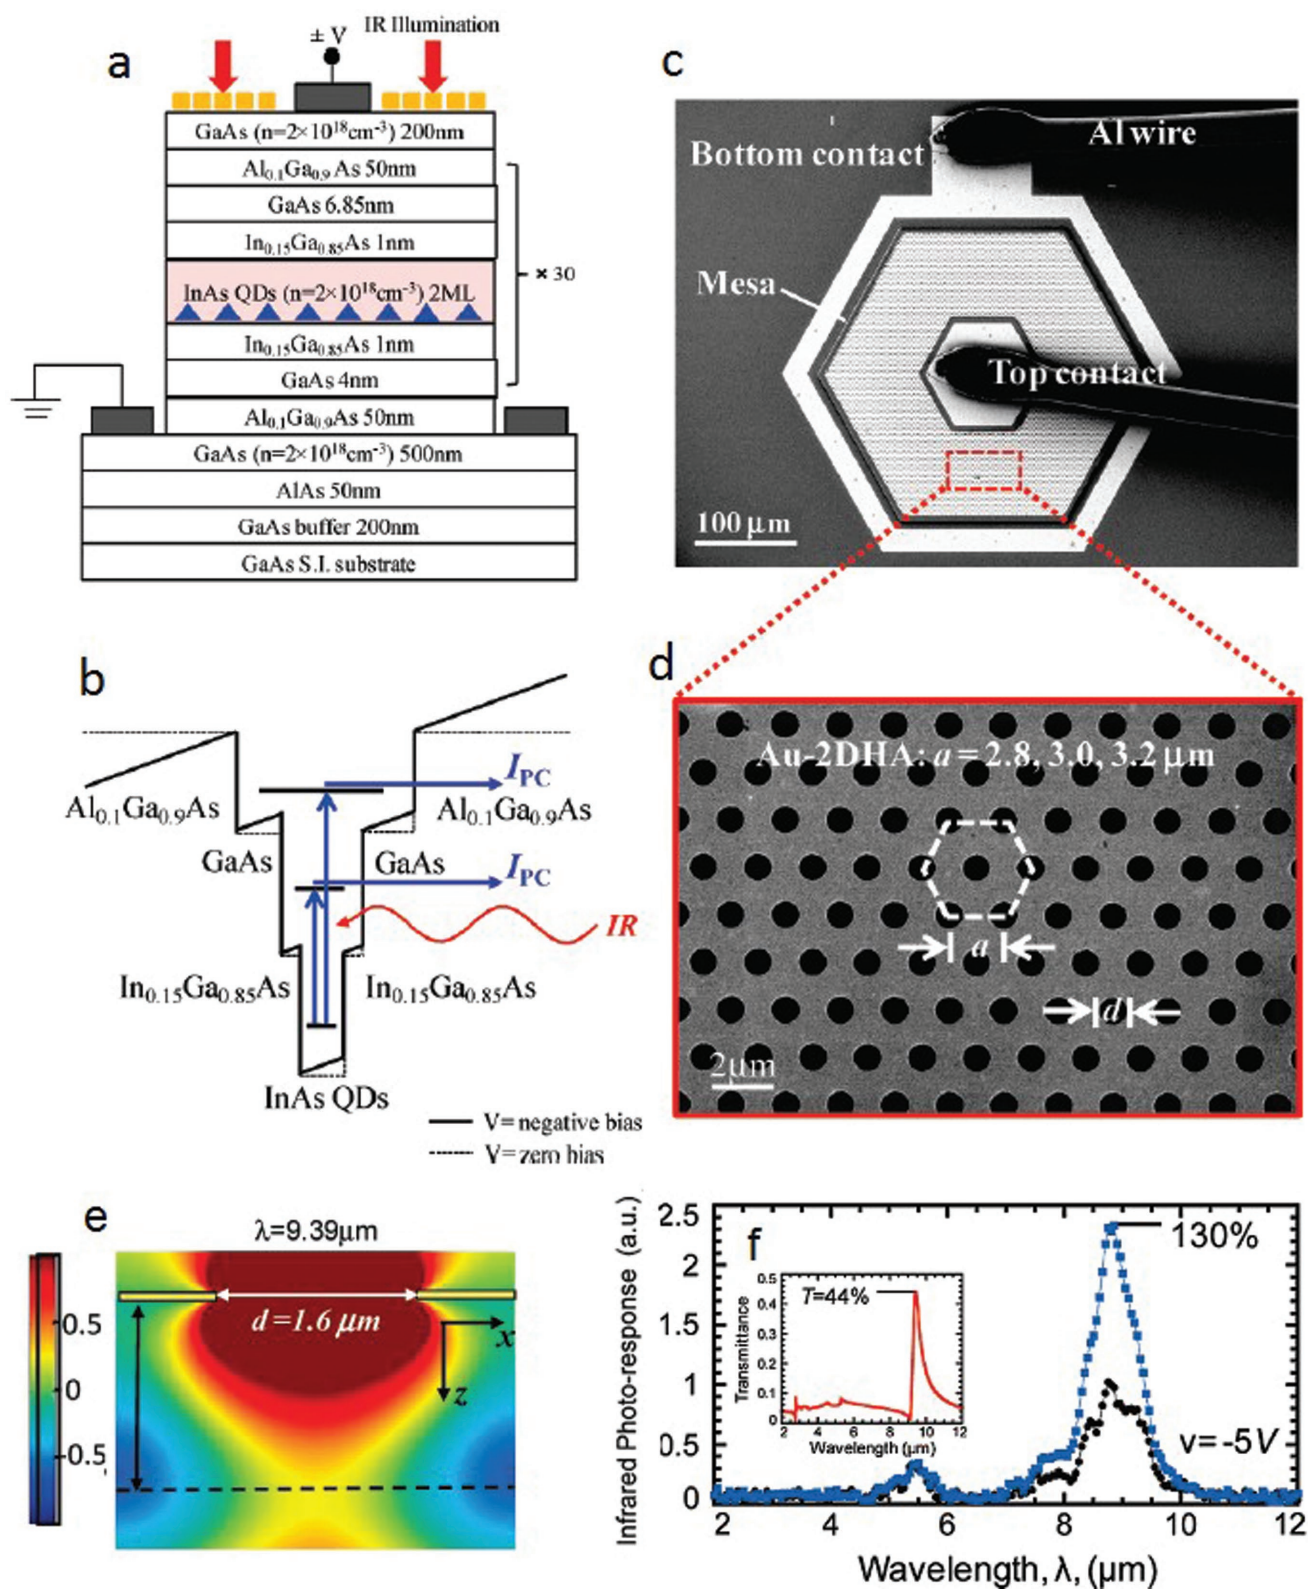 a
± V
IR Illumination
GaAs (n=2×10¹⁸cm⁻³) 200nm
Al₀.₁Ga₀.₉ As 50nm
GaAs 6.85nm
In₀.₁₅Ga₀.₈₅As 1nm
InAs QDs (n=2×10¹⁸cm⁻³) 2ML
× 30
In₀.₁₅Ga₀.₈₅As 1nm
GaAs 4nm
Al₀.₁Ga₀.₉As 50nm
GaAs (n=2×10¹⁸cm⁻³) 500nm
AlAs 50nm
GaAs buffer 200nm
GaAs S.I. substrate
b
I_PC
Al₀.₁Ga₀.₉As
Al₀.₁Ga₀.₉As
GaAs
GaAs
I_PC
IR
In₀.₁₅Ga₀.₈₅As
In₀.₁₅Ga₀.₈₅As
InAs QDs
V= negative bias
V= zero bias
c
Bottom contact
Al wire
Mesa
Top contact
100 μm
d
Au-2DHA: a = 2.8, 3.0, 3.2 μm
a
d
2μm
e
λ=9.39μm
0.5
0
-0.5
d =1.6 μm
x
z
f
Infrared Photo-response (a.u.)
2.5
2
1.5
1
0.5
0
130%
v= -5V
2
4
6
8
10
12
Wavelength, λ, (μm)
T=44%
Transmittance
0.5
0.4
0.3
0.2
0.1
0
2
4
6
8
10
12
Wavelength (μm)